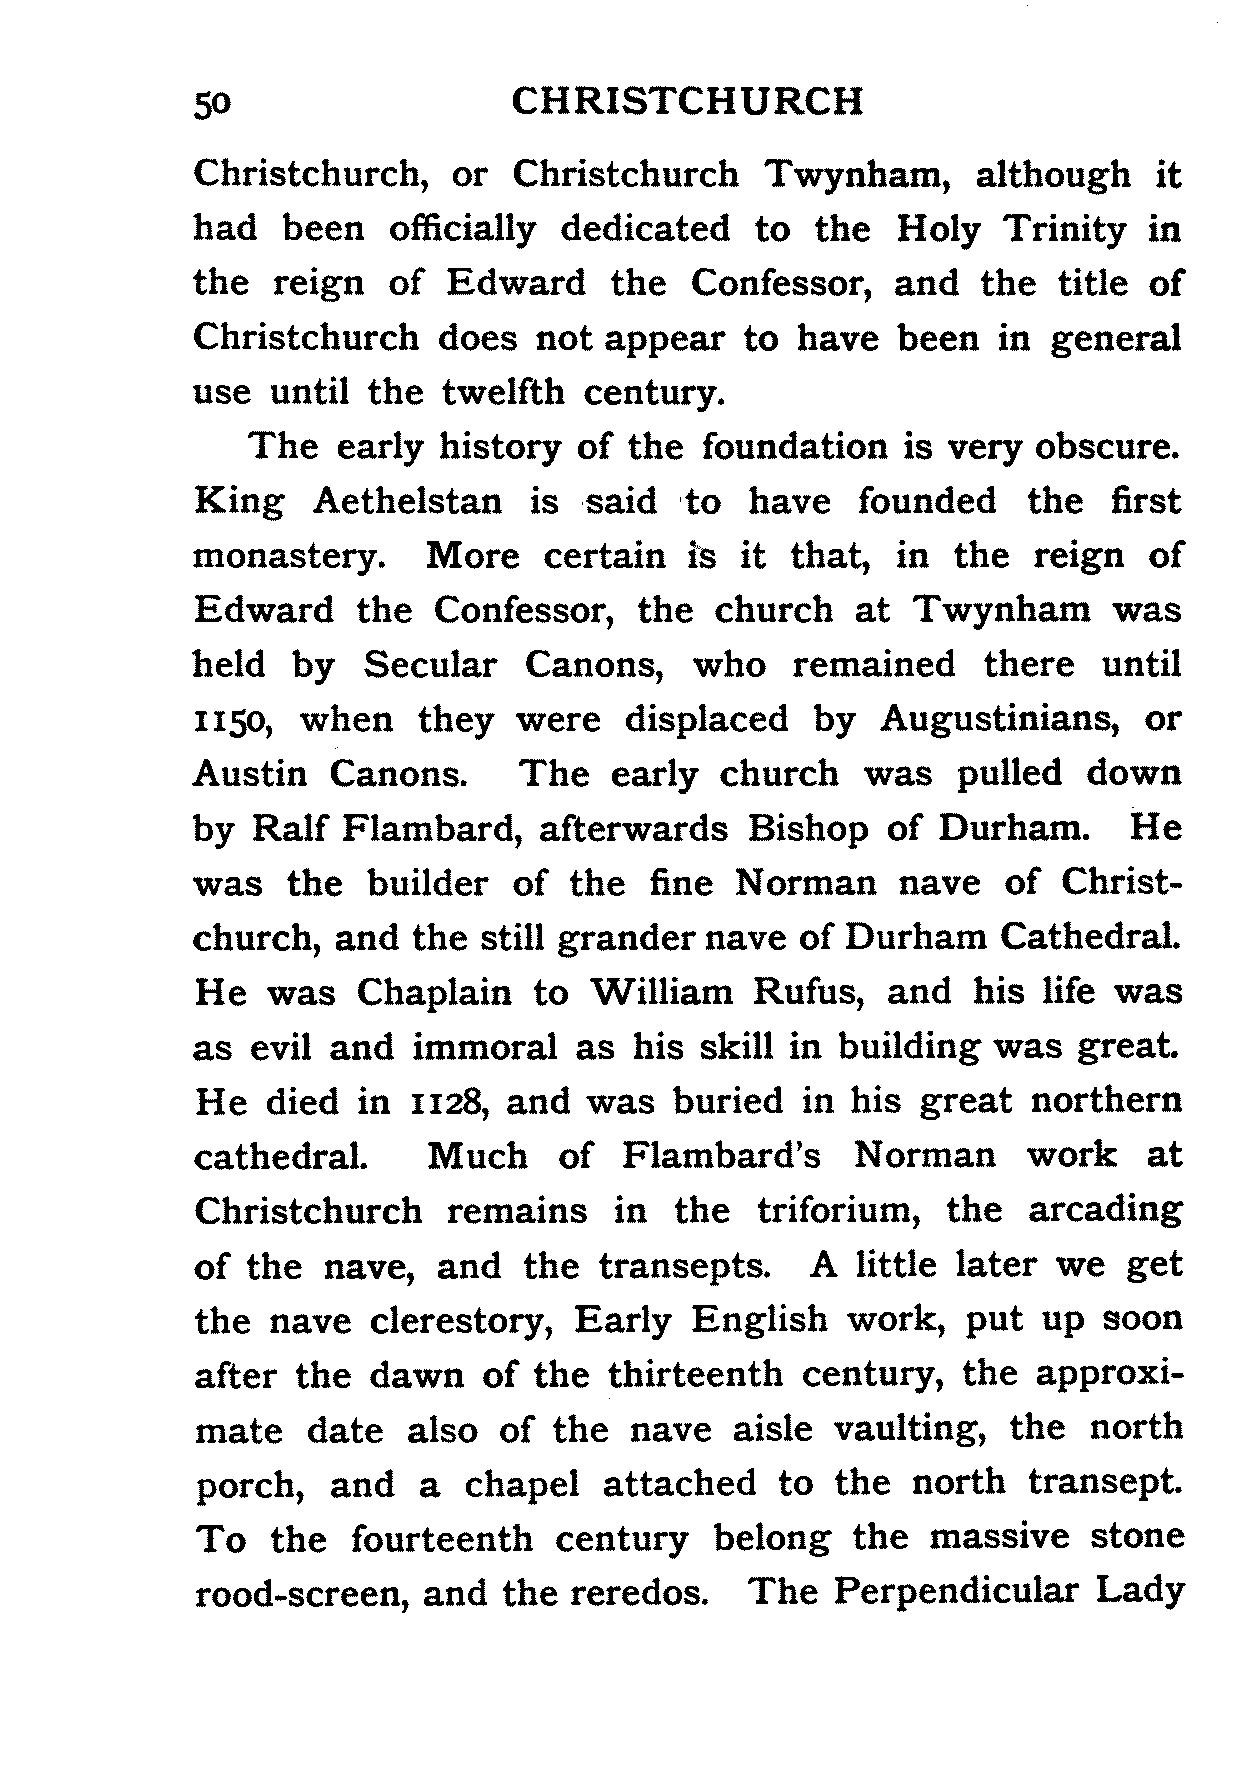 50 CHRISTCHURCH
Christchurch, or Christchurch Twynham, although it
had been officially dedicated to the Holy Trinity in
the reign of Edward the Confessor, and the title of
Christchurch does not appear to have been in general
use until the twelfth century.
The early history of the foundation is very obscure.
King Aethelstan is said to have founded the first
monastery. More certain is it that, in the reign of
Edward the Confessor, the church at Twynham was
held by Secular Canons, who remained there until
1150, when they were displaced by Augustinians, or
Austin Canons. The early church was pulled down
by Ralf Flambard, afterwards Bishop of Durham. He
was the builder of the fine Norman nave of Christ-
church, and the still grander nave of Durham Cathedral.
He was Chaplain to William Rufus, and his life was
as evil and immoral as his skill in building was great.
He died in 1128, and was buried in his great northern
cathedral. Much of Flambard's Norman work at
Christchurch remains in the triforium, the arcading
of the nave, and the transepts. A little later we get
the nave clerestory, Early English work, put up soon
after the dawn of the thirteenth century, the approxi-
mate date also of the nave aisle vaulting, the north
porch, and a chapel attached to the north transept.
To the fourteenth century belong the massive stone
rood-screen, and the reredos. The Perpendicular Lady